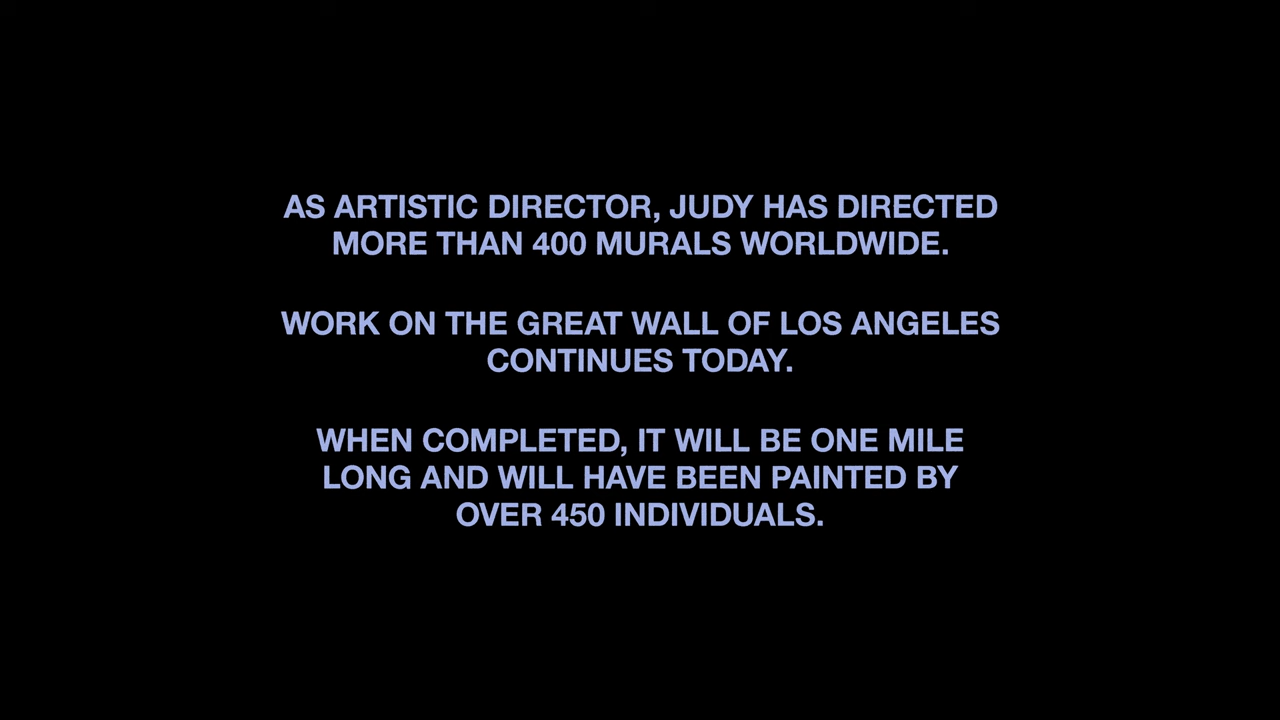 AS ARTISTIC DIRECTOR, JUDY HAS DIRECTED
MORE THAN 400 MURALS WORLDWIDE.
WORK ON THE GREAT WALL OF LOS ANGELES
CONTINUES TODAY.
WHEN COMPLETED, IT WILL BE ONE MILE
LONG AND WILL HAVE BEEN PAINTED BY
OVER 450 INDIVIDUALS.